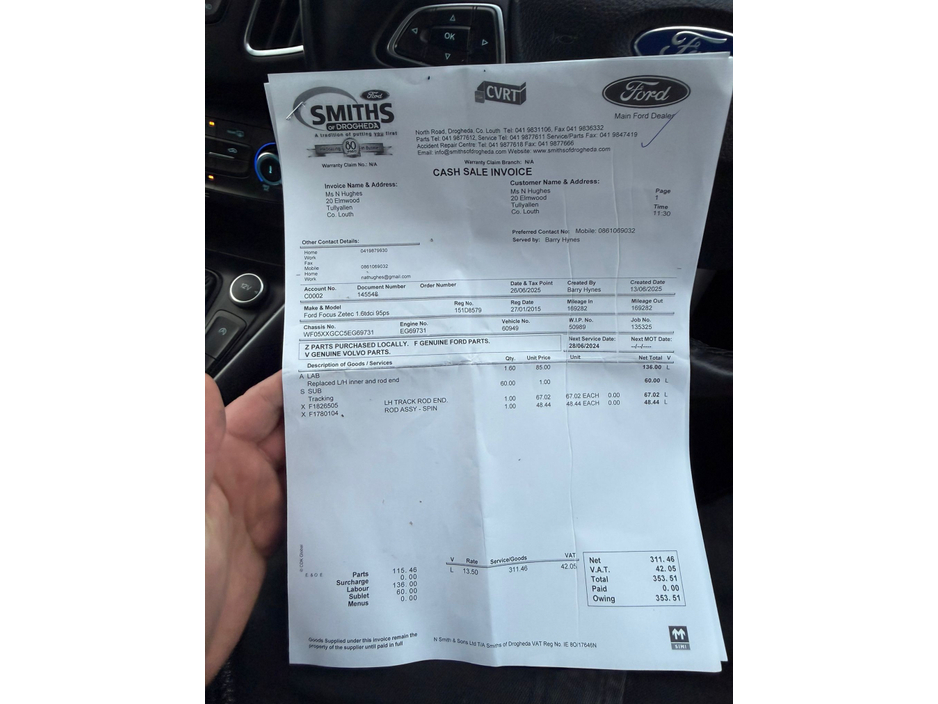 OK
Ford
Ford
SMITHS
OF DROGHEDA
A tradition of putting you first
60
CVRT
Ford
Main Ford Dealer
North Road, Drogheda. Co. Louth Tel: 041 9831106, Fax 041 9836332
Parts Tel: 041 9877612, Service Tel: 041 9877611 Service/Parts Fax: 041 9847419
Accident Repair Centre: Tel: 041 9877618 Fax: 041 9877666
Email: info@smithsofdrogheda.com Website: www.smithsofdrogheda.com
Warranty Claim No.: N/A
Warranty Claim Branch: N/A
CASH SALE INVOICE
Invoice Name & Address:
Ms N Hughes
20 Elmwood
Tullyallen
Co. Louth
Customer Name & Address:
Ms N Hughes
20 Elmwood
Tullyallen
Co. Louth
Page
1
Time
11:30
Preferred Contact No: Mobile: 0861069032
Served by: Barry Hynes
Other Contact Details:
Home 0419875930
Work
Fax
Mobile 0861069032
Home
Work nathughes@gmail.com
Account No. Document Number Order Number Date & Tax Point Created By Created Date
C0002 145546 26/06/2025 Barry Hynes 13/06/2025
Make & Model Reg No. Reg Date Mileage in Mileage Out
Ford Focus Zetec 1.6tdci 95ps 151D8579 27/01/2015 169282 169282
Chassis No. Engine No. Vehicle No. W.I.P. No. Job No.
WF05XXGCC5EG69731 EG69731 60949 50989 135325
Z PARTS PURCHASED LOCALLY. F GENUINE FORD PARTS.
V GENUINE VOLVO PARTS.
Next Service Date: Next MOT Date:
28/06/2024 --/--/----
Description of Goods / Services Qty. Unit Price Unit Net Total V
A LAB 1.60 85.00 136.00 L
Replaced L/H inner and rod end
S SUB 60.00 1.00 60.00 L
Tracking
X F1826505 LH TRACK ROD END. 1.00 67.02 67.02 EACH 0.00 67.02 L
X F1780104 ROD ASSY - SPIN 1.00 48.44 48.44 EACH 0.00 48.44 L
© CDK Global
E & O E
Parts 115.46
Surcharge 0.00
Labour 136.00
Sublet 60.00
Menus 0.00
V Rate Service/Goods VAT
L 13.50 311.46 42.05
Net 311.46
V.A.T. 42.05
Total 353.51
Paid 0.00
Owing 353.51
Goods Supplied under this invoice remain the
property of the supplier until paid in full
N Smith & Sons Ltd T/A Smiths of Drogheda VAT Reg No. IE 8O/17646N
SIMI